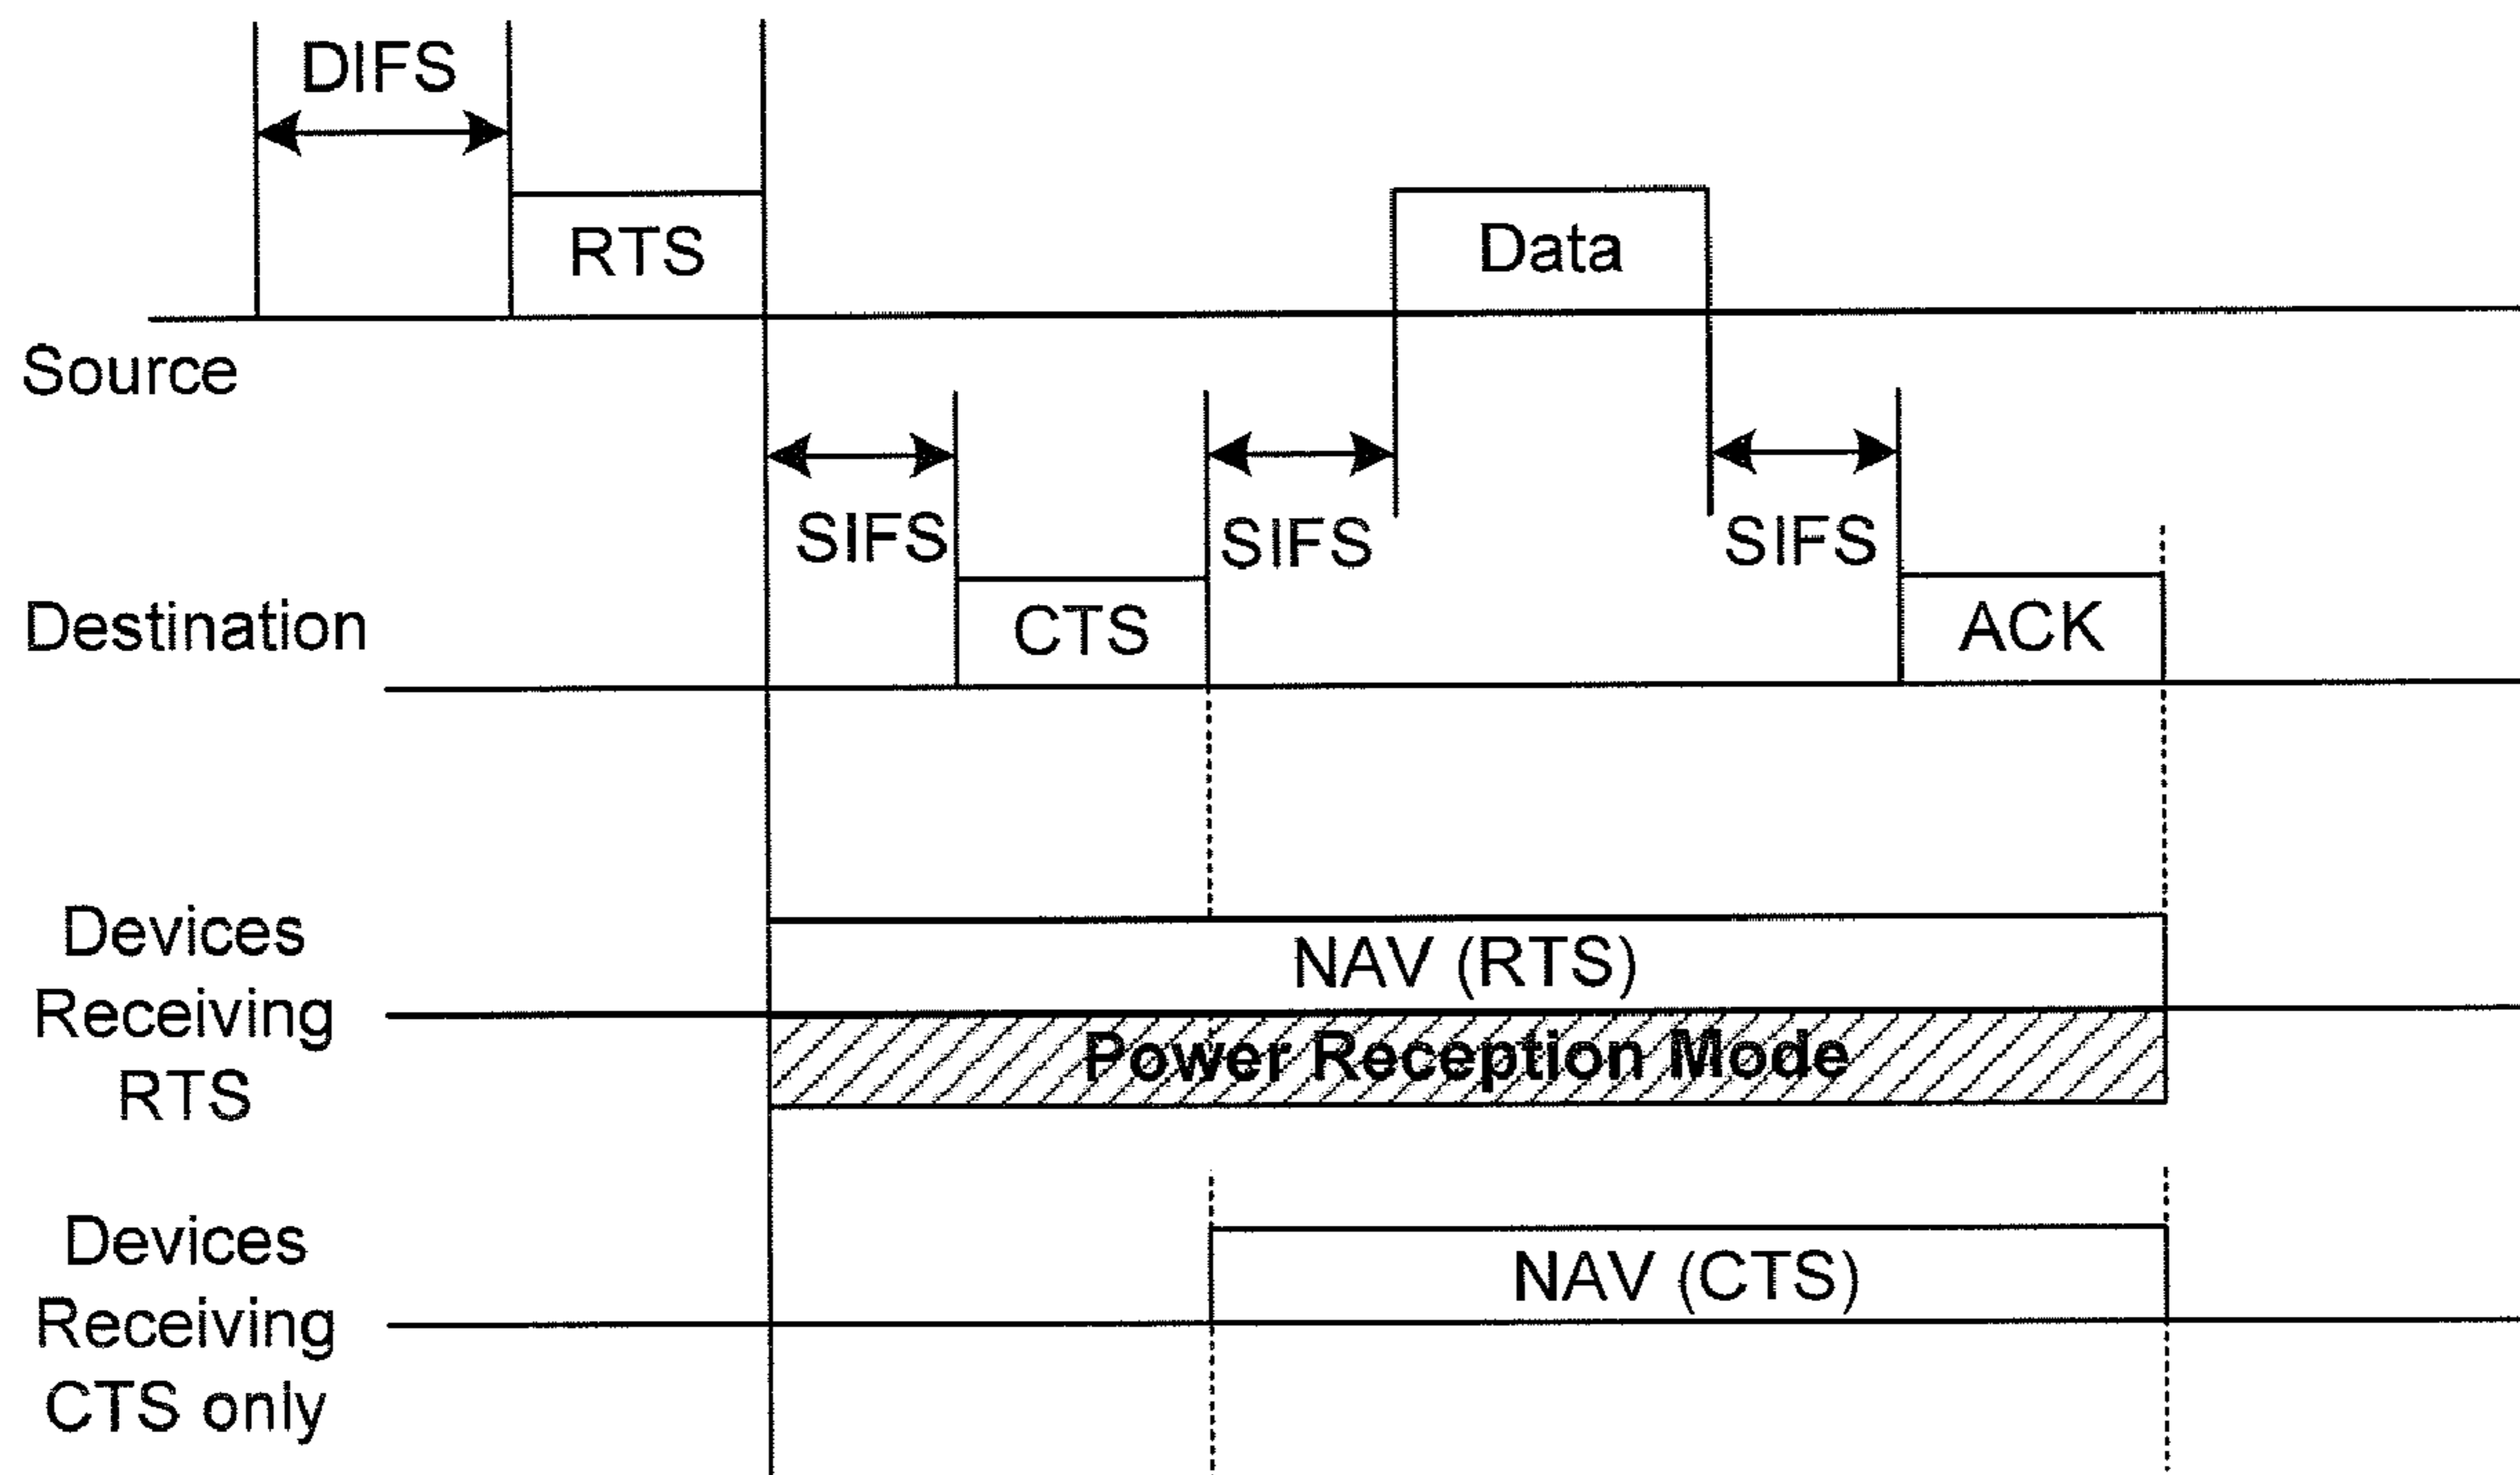 DIFS
RTS
Data
Source
SIFS
SIFS
SIFS
Destination
CTS
ACK
Devices
Receiving
RTS
NAV (RTS)
Power Reception Mode
Devices
Receiving
CTS only
NAV (CTS)